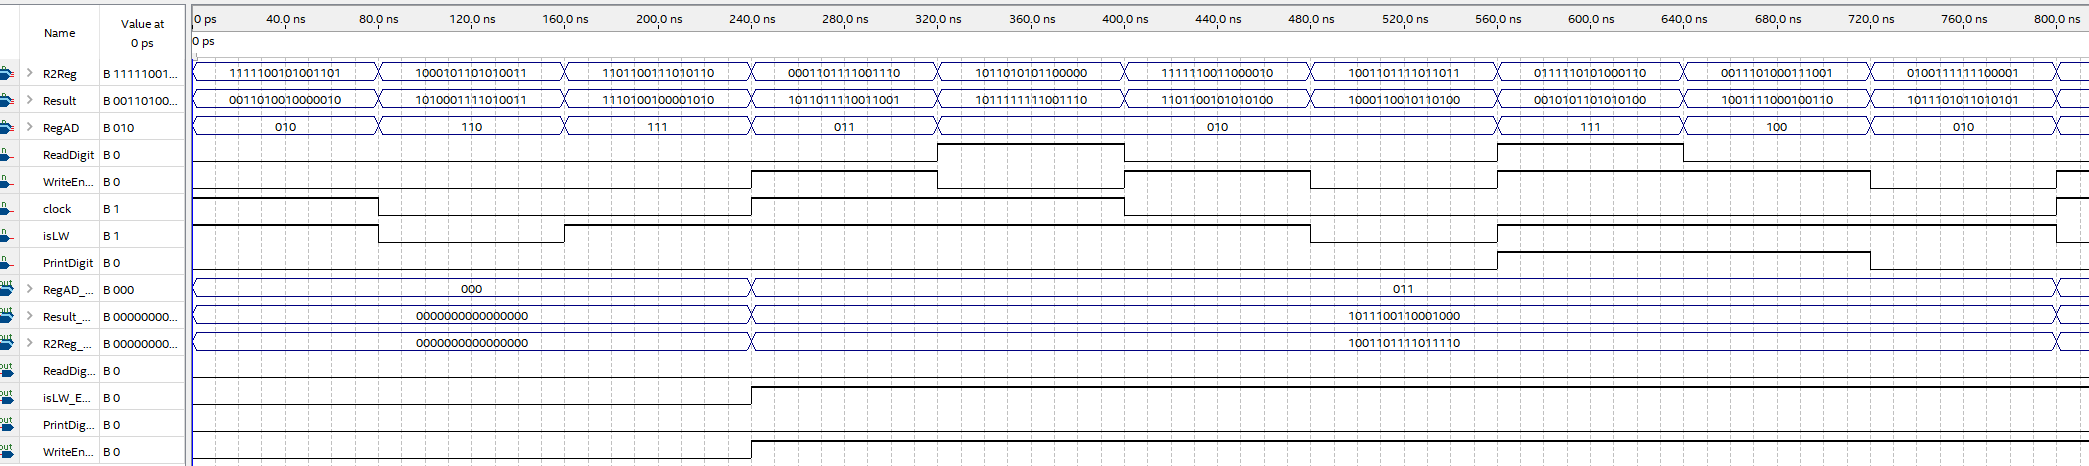 Name
Value at
0 ps
0 ps 40.0 ns 80.0 ns 120.0 ns 160.0 ns 200.0 ns 240.0 ns 280.0 ns 320.0 ns 360.0 ns 400.0 ns 440.0 ns 480.0 ns 520.0 ns 560.0 ns 600.0 ns 640.0 ns 680.0 ns 720.0 ns 760.0 ns 800.0 ns
0 ps
R2Reg B 11111001... 1111100101001101 1000101101010011 1101100111010110 0001101111001110 1011010101100000 1111110011000010 1001101111011011 0111110101000110 0011101000111001 0100111111100001
Result B 00110100... 0011010010000010 1010001111010011 1110100100001010 1011011110011001 1011111111001110 1101100101010100 1000110010110100 0010101101010100 1001111000100110 1011101011010101
RegAD B 010 010 110 111 011 010 111 100 010
ReadDigit B 0
WriteEn... B 0
clock B 1
isLW B 1
PrintDigit B 0
RegAD_... B 000 000 011
Result_... B 00000000... 0000000000000000 1011100110001000
R2Reg_... B 00000000... 0000000000000000 1001101111011110
ReadDig... B 0
isLW_E... B 0
PrintDig... B 0
WriteEn... B 0